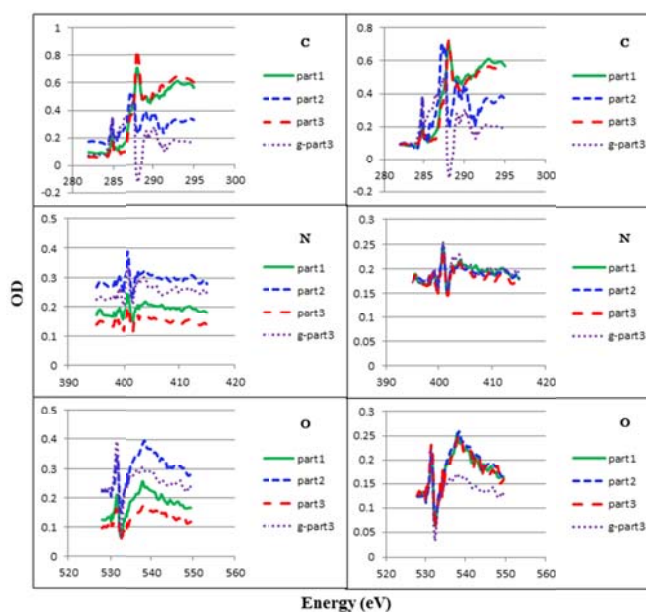 1
0.8
0.6
0.4
0.2
0
-0.2
280 285 290 295 300
C
part1
part2
part3
g-part3
0.8
0.6
0.4
0.2
0
-0.2
280 285 290 295 300
C
part1
part2
part3
g-part3
OD
0.5
0.4
0.3
0.2
0.1
0
390 400 410 420
N
part1
part2
part3
g-part3
0.3
0.25
0.2
0.15
0.1
0.05
0
390 400 410 420
N
part1
part2
part3
g-part3
0.5
0.4
0.3
0.2
0.1
0
520 530 540 550 560
O
part1
part2
part3
g-part3
0.3
0.25
0.2
0.15
0.1
0.05
0
520 530 540 550 560
O
part1
part2
part3
g-part3
Energy (eV)